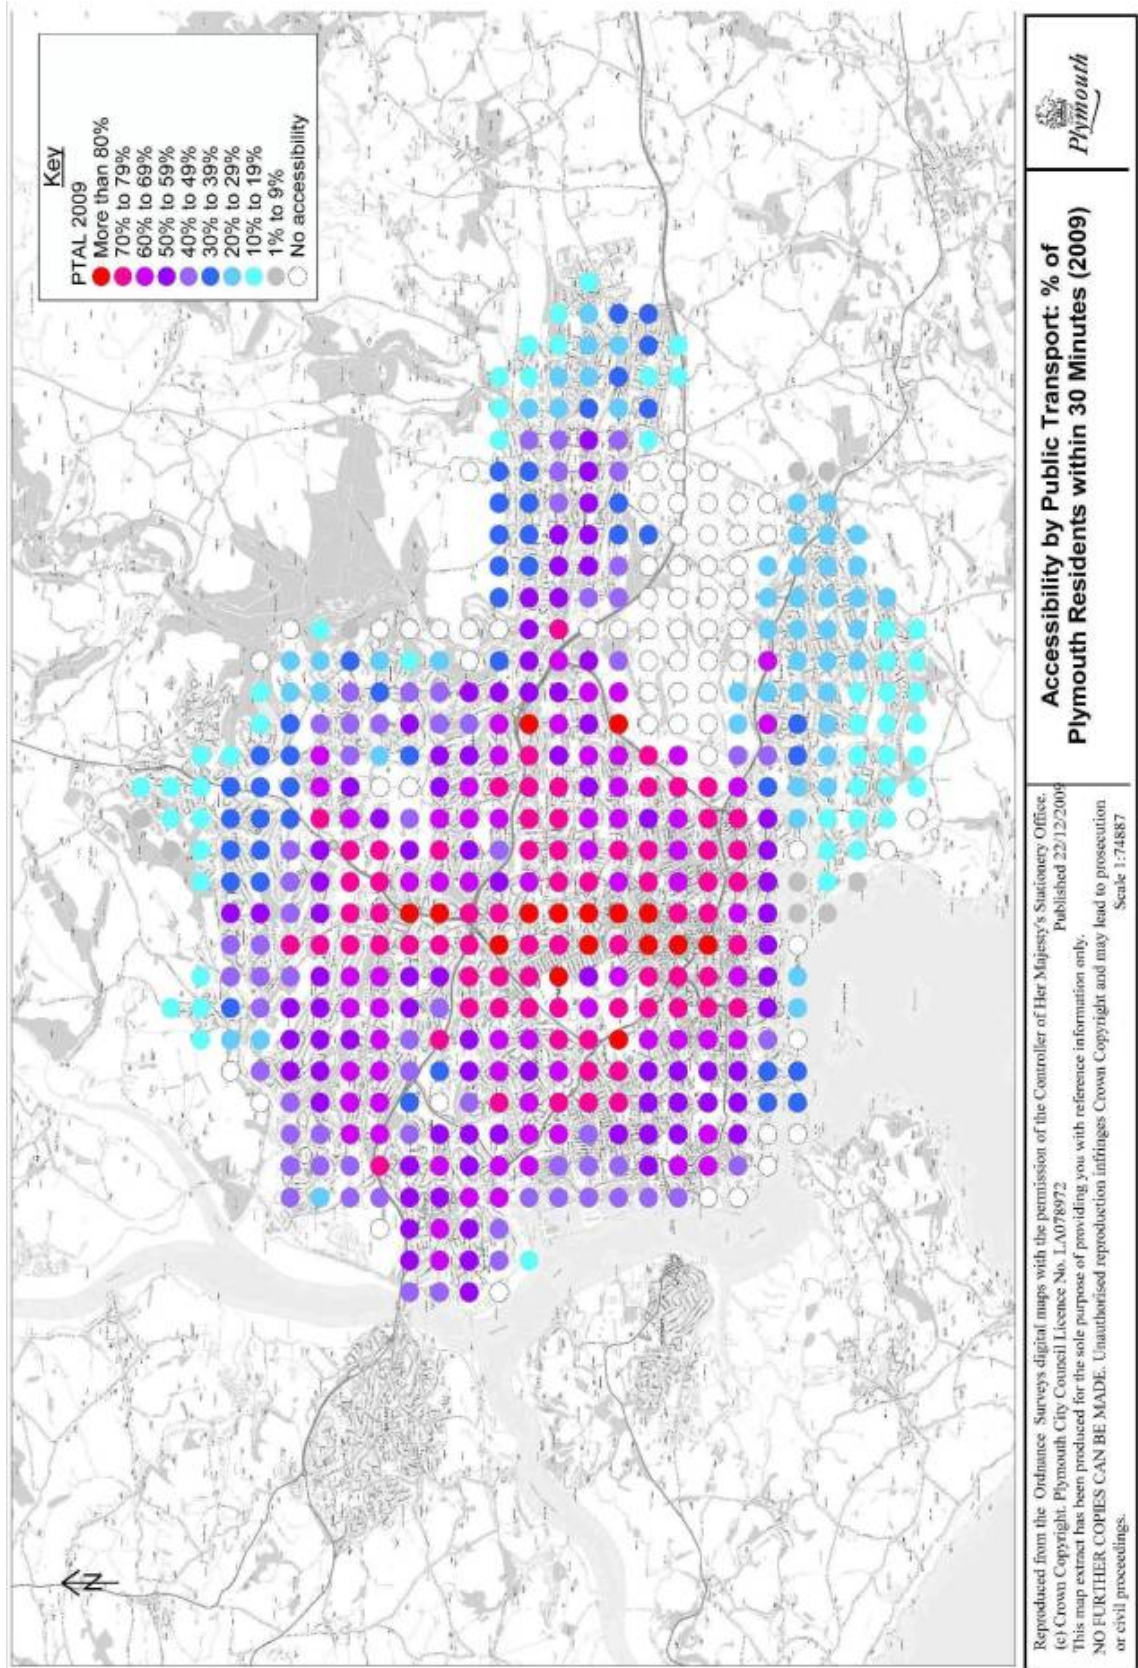 Key
PTAL 2009
More than 80%
70% to 79%
60% to 69%
50% to 59%
40% to 49%
30% to 39%
20% to 29%
10% to 19%
1% to 9%
No accessibility
N
Reproduced from the Ordnance Surveys digital maps with the permission of the Controller of Her Majesty's Stationery Office.
(c) Crown Copyright. Plymouth City Council Licence No. LA078972 Published 22/12/2009
This map extract has been produced for the sole purpose of providing you with reference information only.
NO FURTHER COPIES CAN BE MADE. Unauthorised reproduction infringes Crown Copyright and may lead to prosecution
or civil proceedings. Scale 1:74887
Accessibility by Public Transport: % of
Plymouth Residents within 30 Minutes (2009)
Plymouth